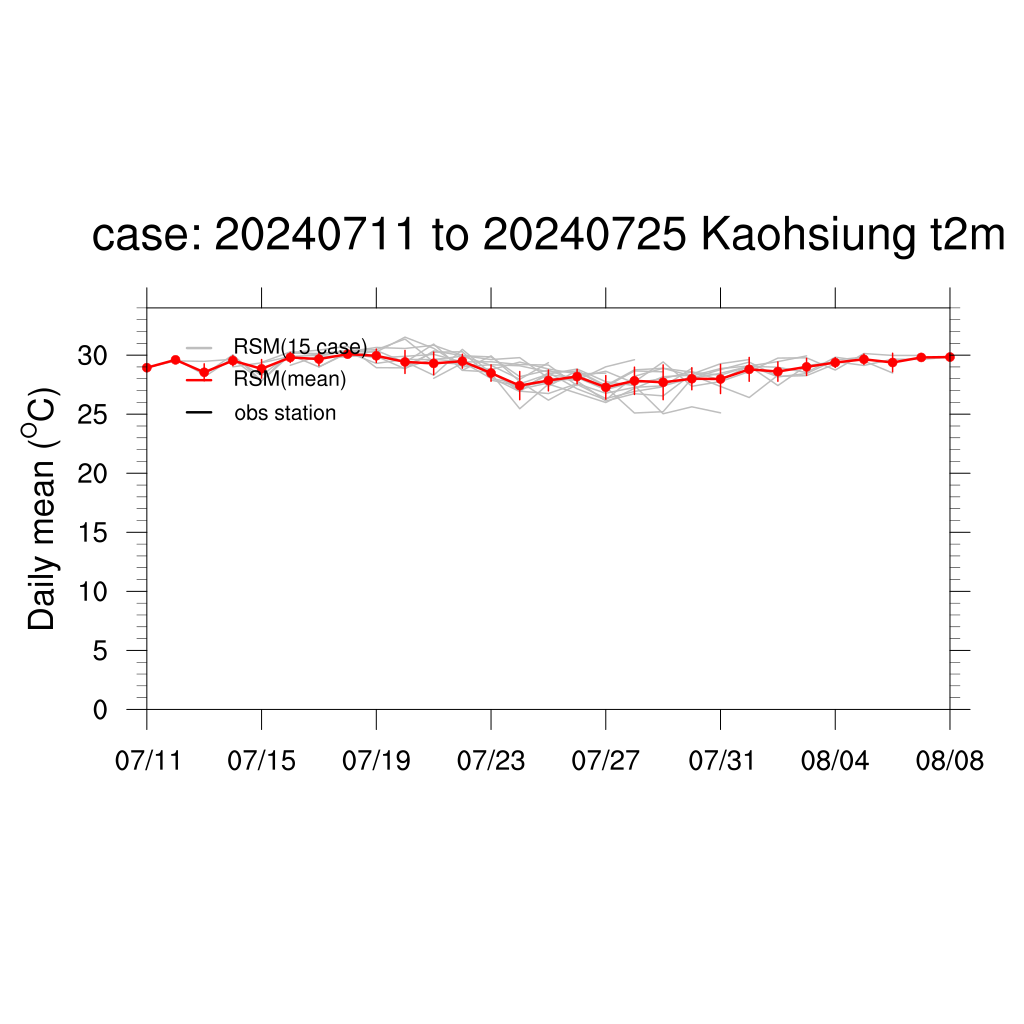 case: 20240711 to 20240725 Kaohsiung t2m
Daily mean (°C)
30
25
20
15
10
5
0
RSM(15 case)
RSM(mean)
obs station
07/11 07/15 07/19 07/23 07/27 07/31 08/04 08/08